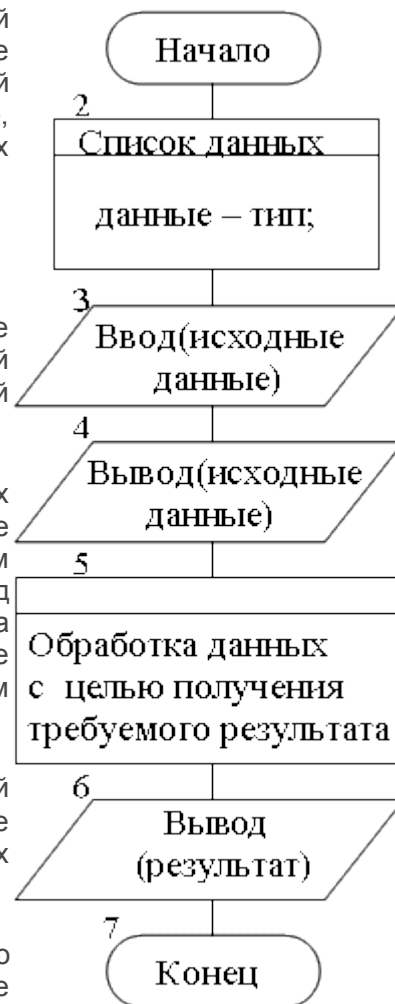 й
е
й
,
х
е
й
й
х
е
м
д
а
е
м
й
е
х
о
е
Начало
2
Список данных
данные – тип;
3
Ввод(исходные
данные)
4
Вывод(исходные
данные)
5
Обработка данных
с целью получения
требуемого результата
6
Вывод
(результат)
7
Конец